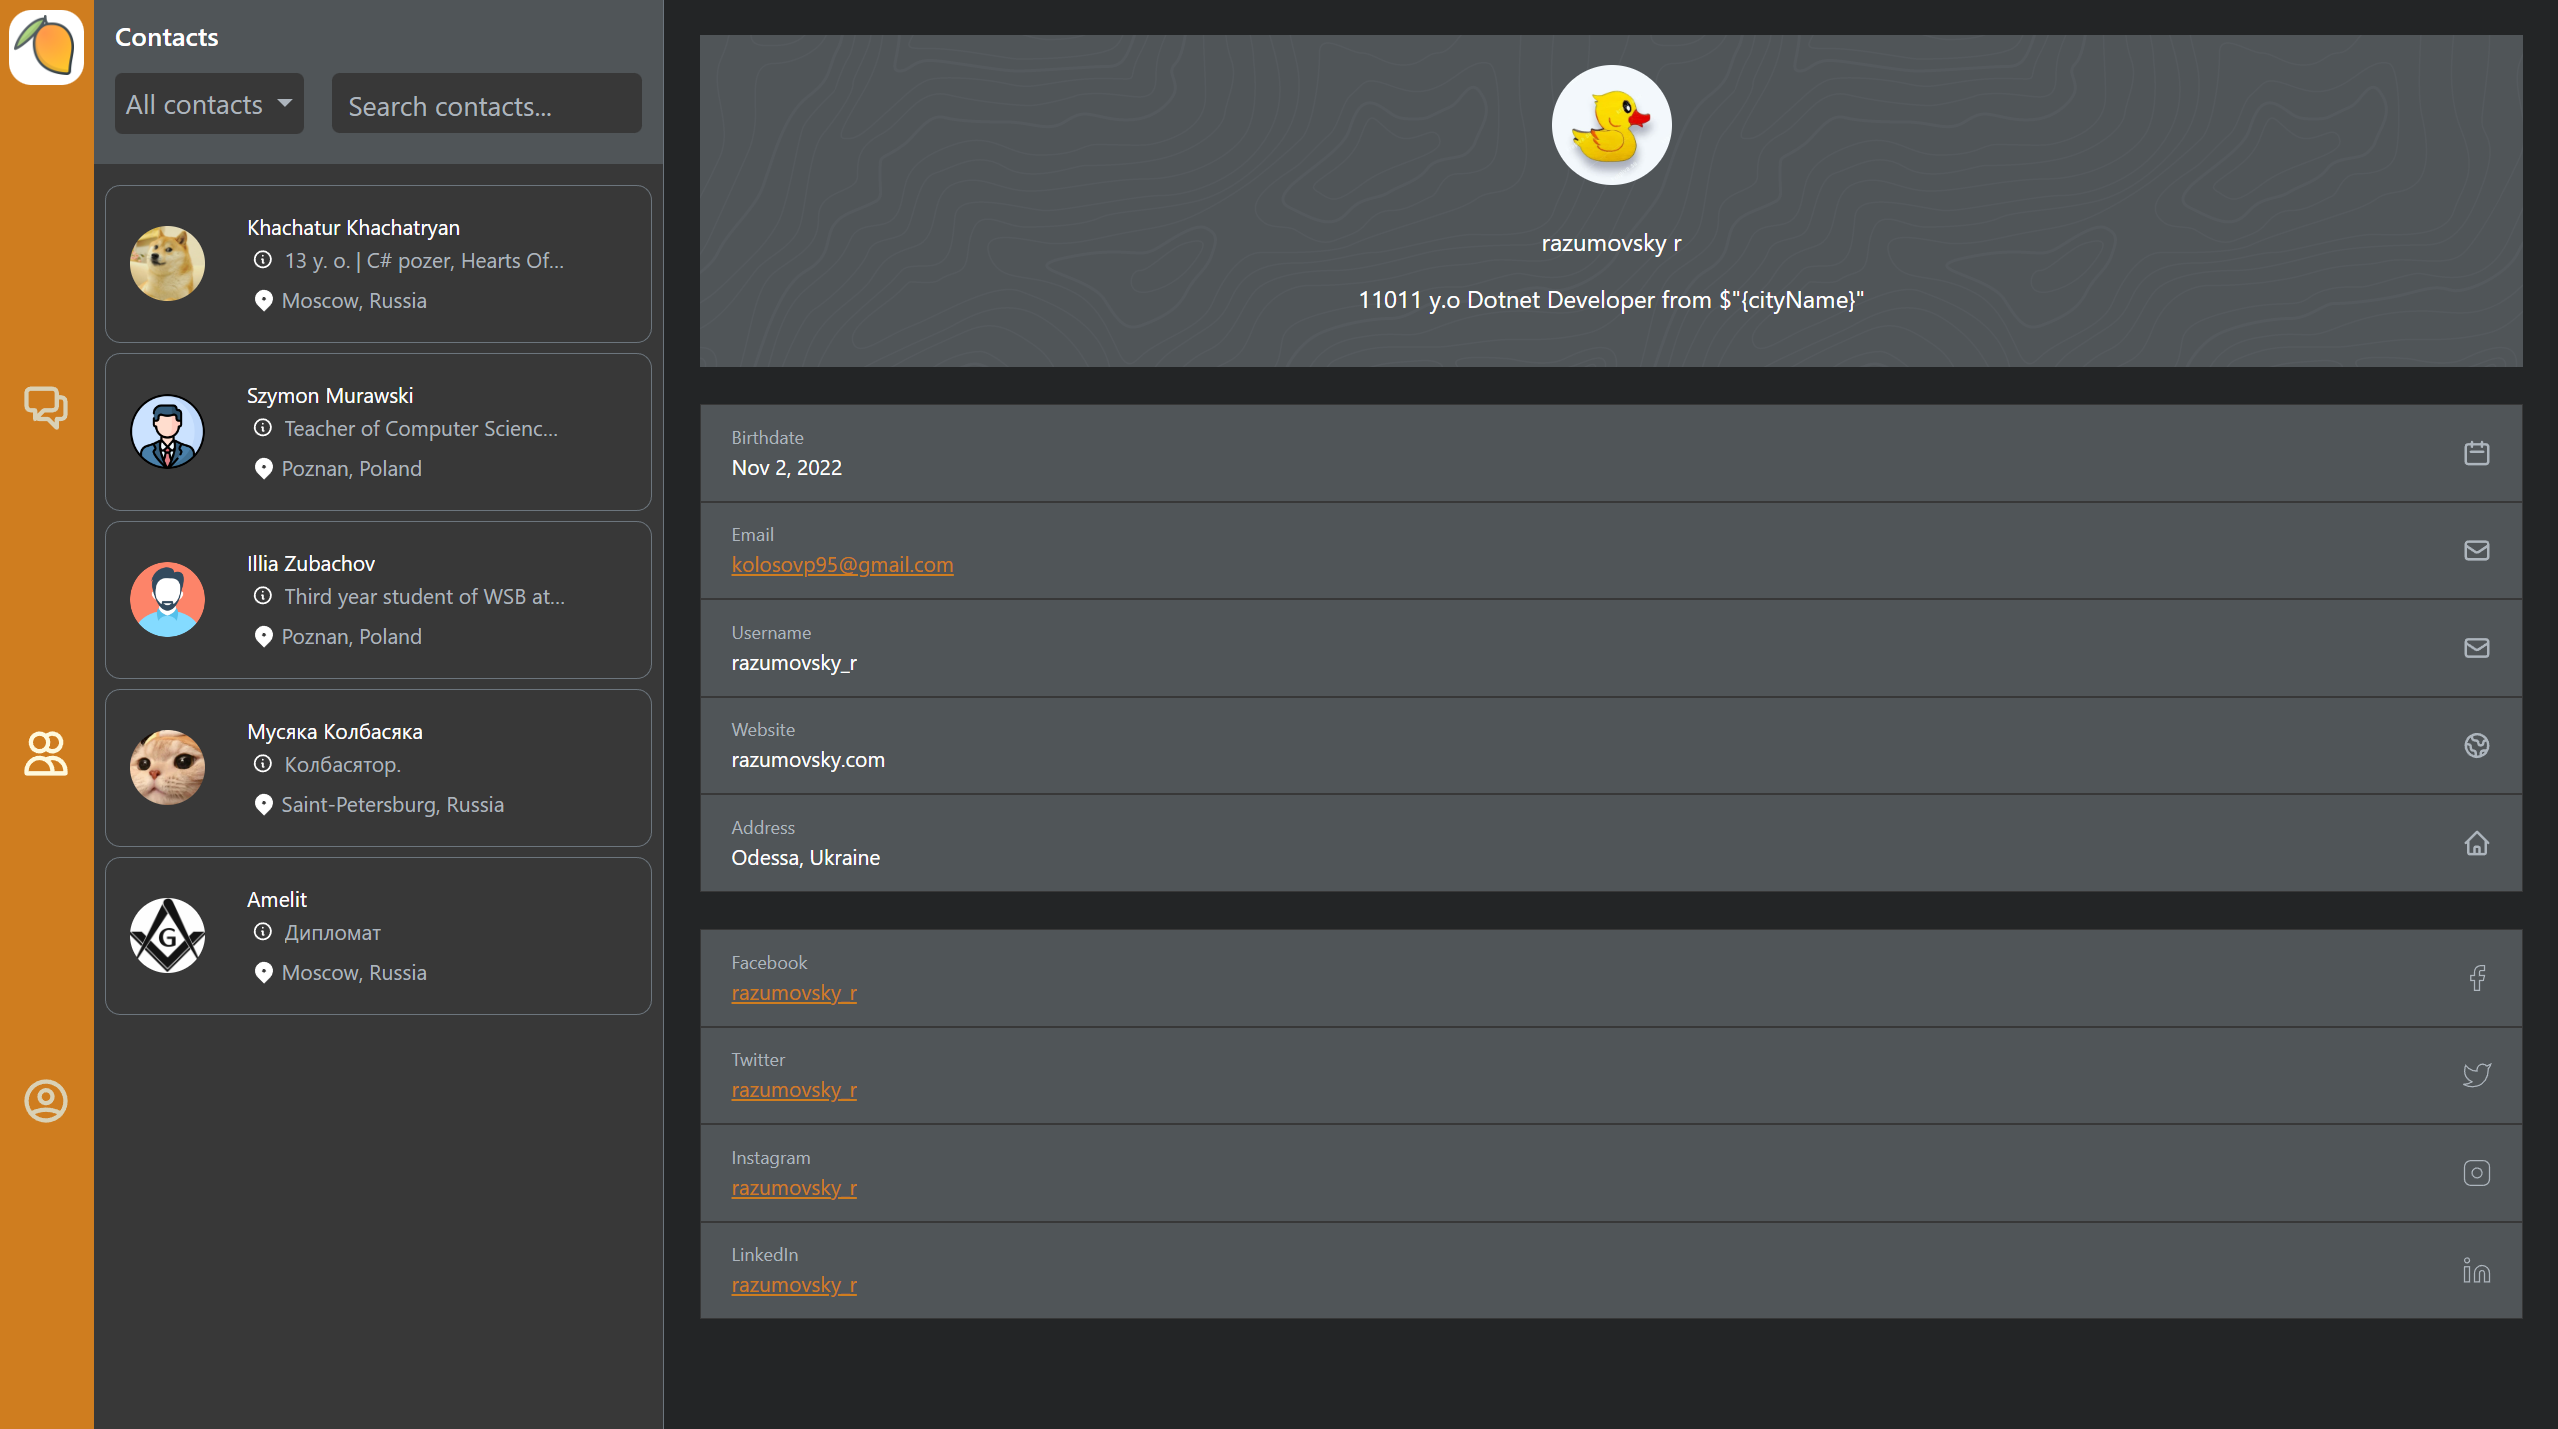 Contacts
All contacts
Search contacts...
Khachatur Khachatryan
13 y. o. | C# pozer, Hearts Of...
Moscow, Russia
Szymon Murawski
Teacher of Computer Scienc...
Poznan, Poland
Illia Zubachov
Third year student of WSB at...
Poznan, Poland
Мусяка Колбасяка
Колбасятор.
Saint-Petersburg, Russia
Amelit
G
Дипломат
Moscow, Russia
razumovsky r
11011 y.o Dotnet Developer from $"{cityName}"
Birthdate
Nov 2, 2022
Email
kolosovp95@gmail.com
Username
razumovsky_r
Website
razumovsky.com
Address
Odessa, Ukraine
Facebook
razumovsky_r
Twitter
razumovsky_r
Instagram
razumovsky_r
LinkedIn
razumovsky_r